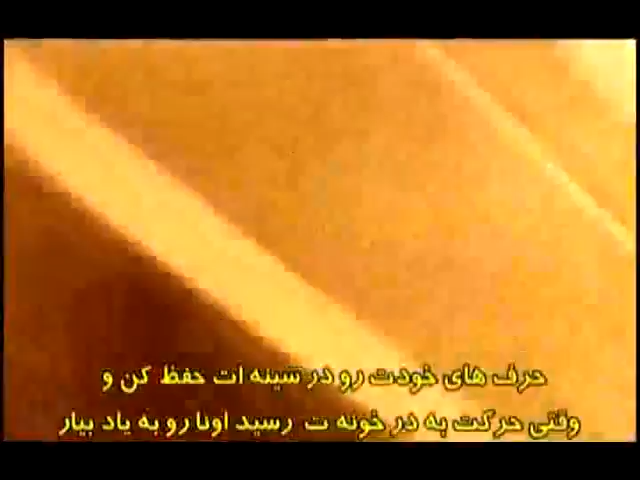 حرف های خودت رو در سینه ات حفظ کن و
وقتی حرکت به در خونه ت رسید اونا رو به یاد بیار